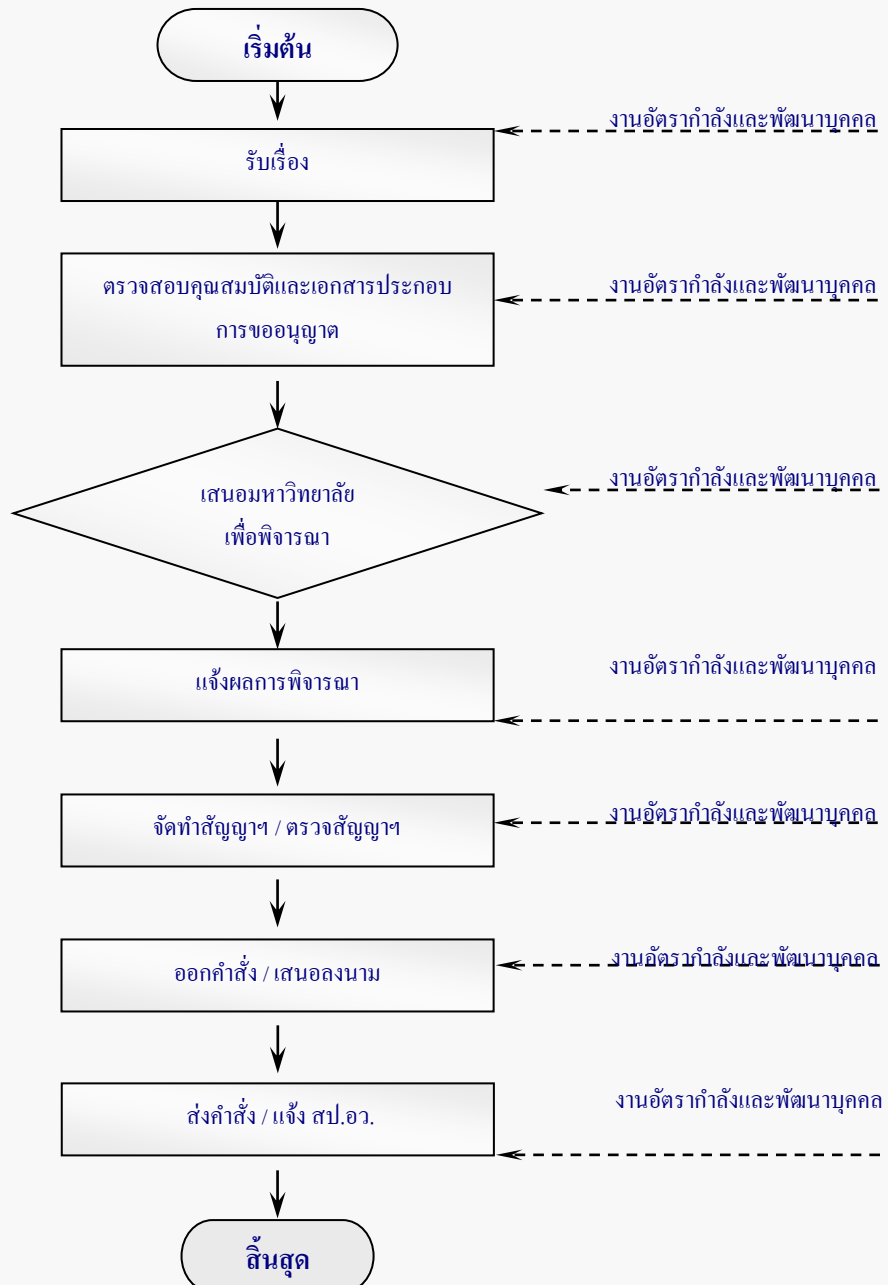 เริ่มต้น
งานอัตรากำลังและพัฒนาบุคคล
รับเรื่อง
งานอัตรากำลังและพัฒนาบุคคล
ตรวจสอบคุณสมบัติและเอกสารประกอบ
การขออนุญาต
งานอัตรากำลังและพัฒนาบุคคล
เสนอมหาวิทยาลัย
เพื่อพิจารณา
งานอัตรากำลังและพัฒนาบุคคล
แจ้งผลการพิจารณา
งานอัตรากำลังและพัฒนาบุคคล
จัดทำสัญญาฯ / ตรวจสัญญาฯ
งานอัตรากำลังและพัฒนาบุคคล
ออกคำสั่ง / เสนอลงนาม
งานอัตรากำลังและพัฒนาบุคคล
ส่งคำสั่ง / แจ้ง สป.อว.
สิ้นสุด